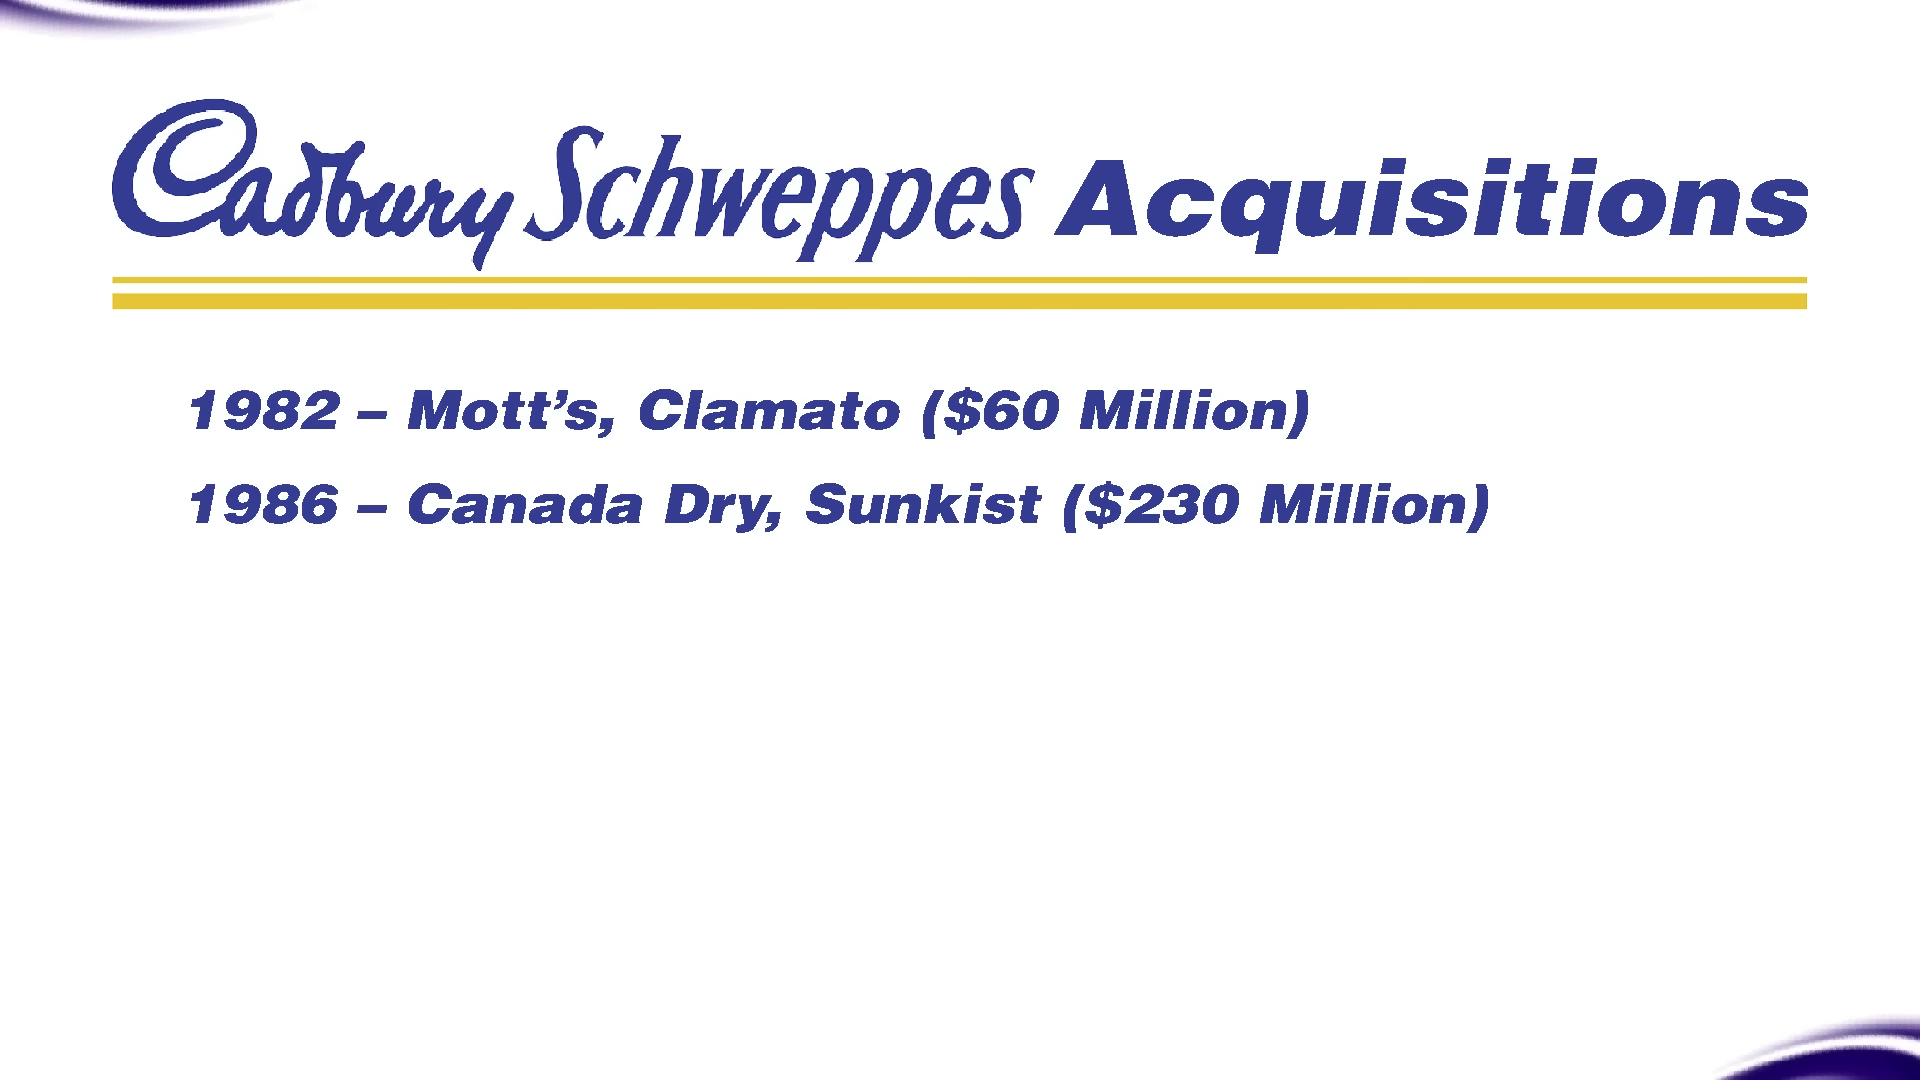 Cadbury Schweppes Acquisitions
1982 – Mott’s, Clamato ($60 Million)
1986 – Canada Dry, Sunkist ($230 Million)